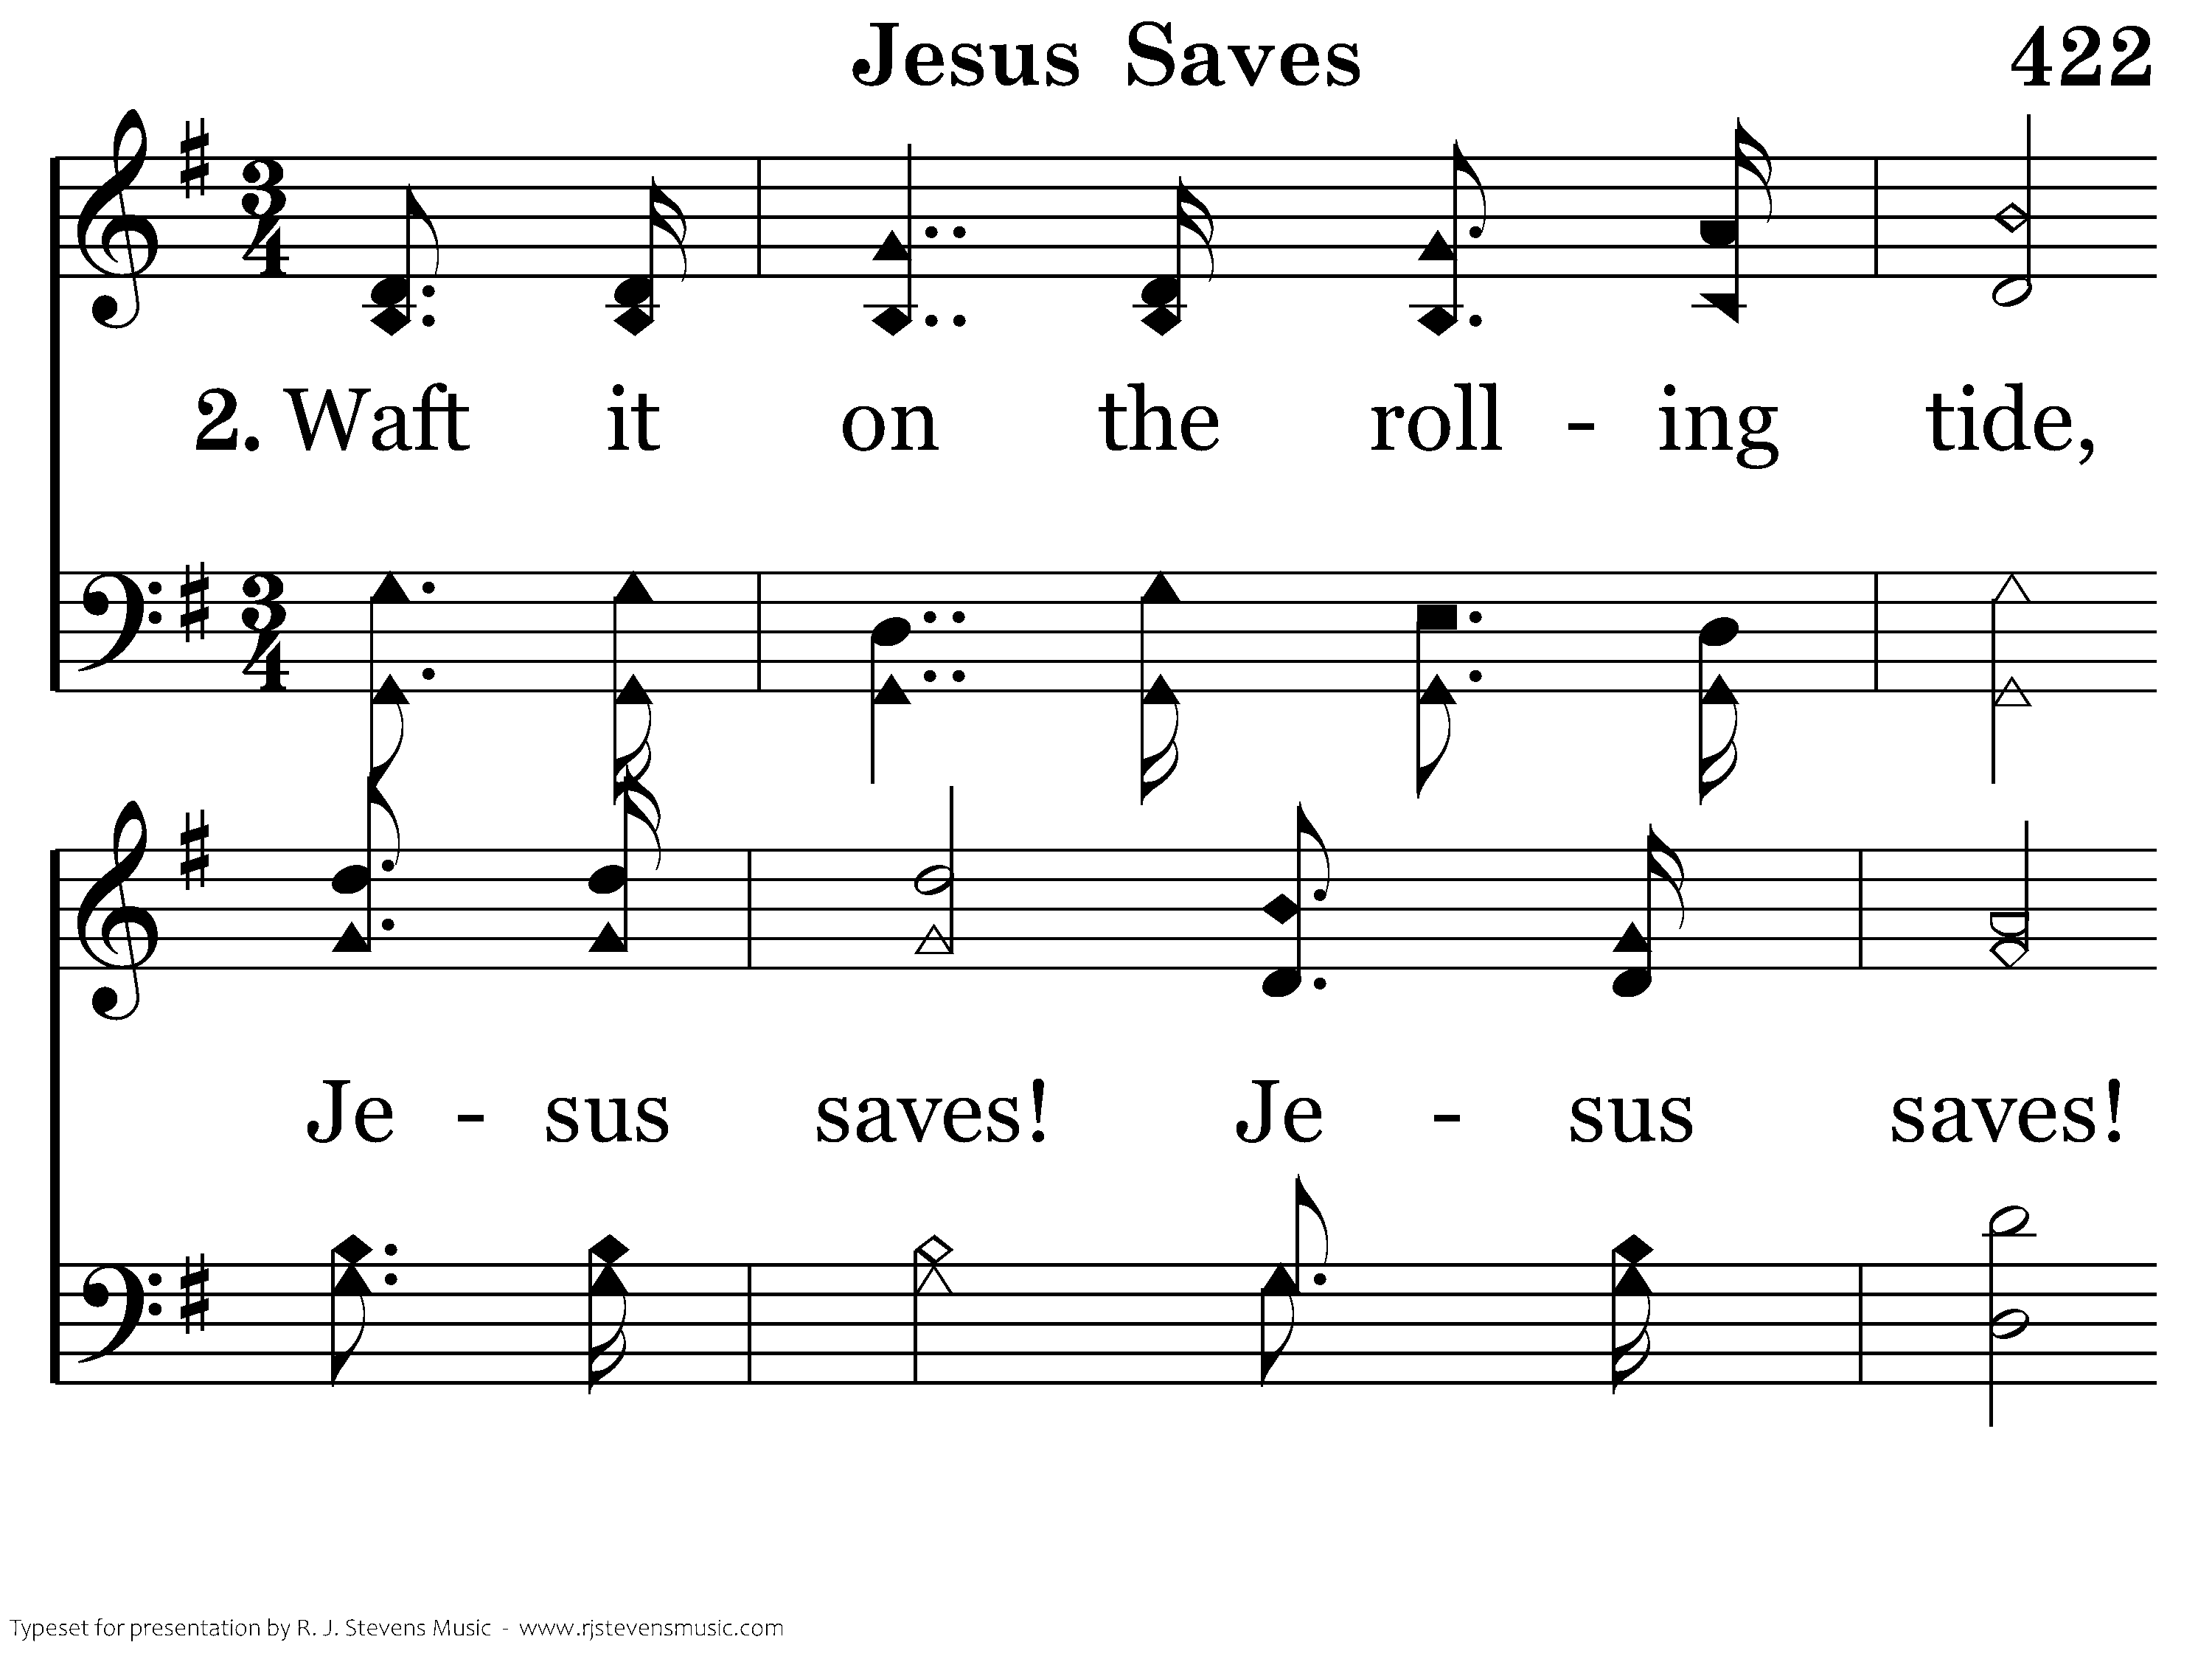 Jesus Saves 422
2. Waft it on the roll - ing tide,
Je - sus saves! Je - sus saves!
Typeset for presentation by R. J. Stevens Music - www.rjstevensmusic.com